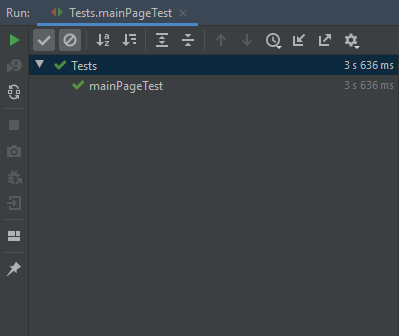 Run: Tests.mainPageTest
Tests 3 s 636 ms
mainPageTest 3 s 636 ms